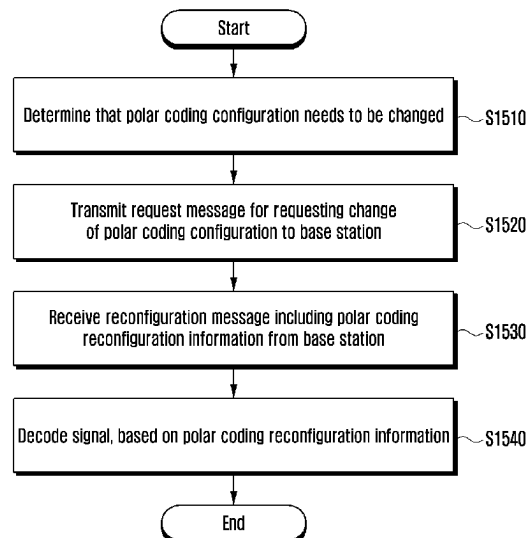 Start
Determine that polar coding configuration needs to be changed
S1510
Transmit request message for requesting change
of polar coding configuration to base station
S1520
Receive reconfiguration message including polar coding
reconfiguration information from base station
S1530
Decode signal, based on polar coding reconfiguration information
S1540
End